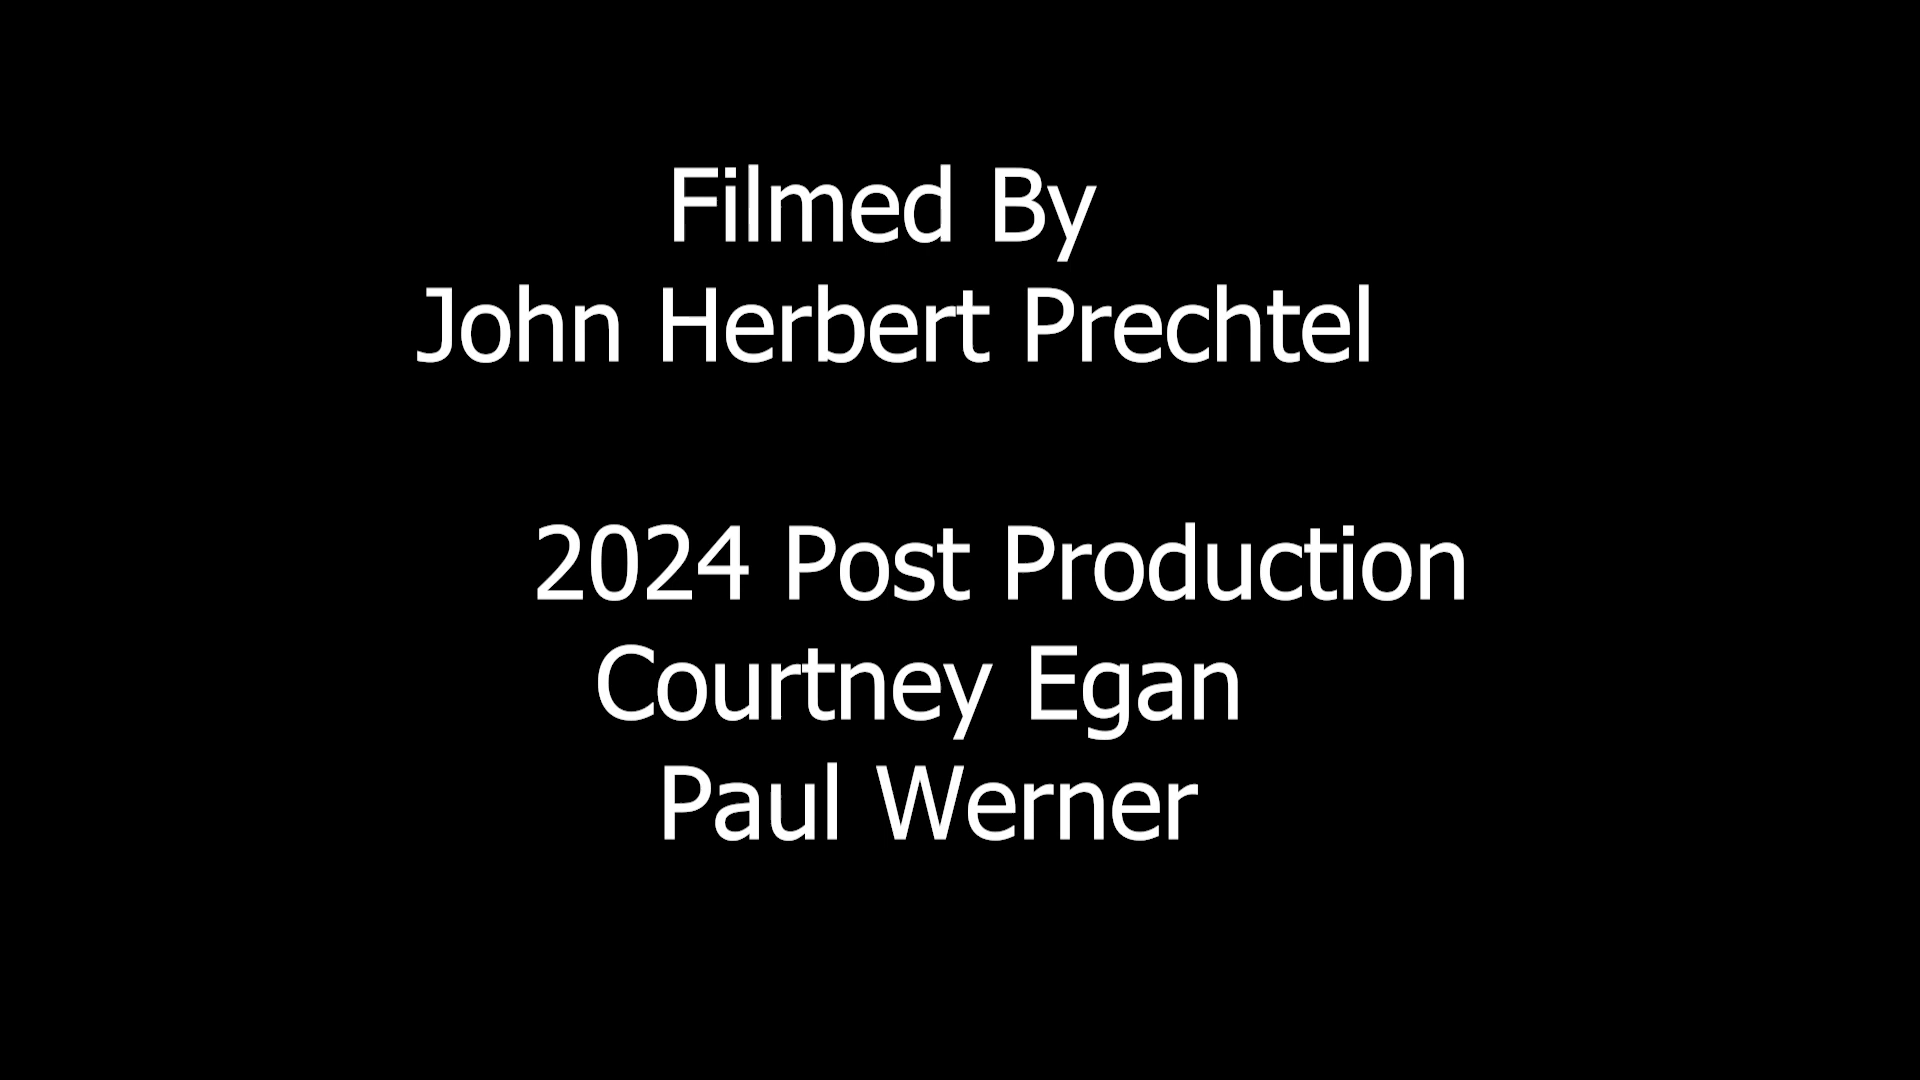 Filmed By
John Herbert Prechtel
2024 Post Production
Courtney Egan
Paul Werner